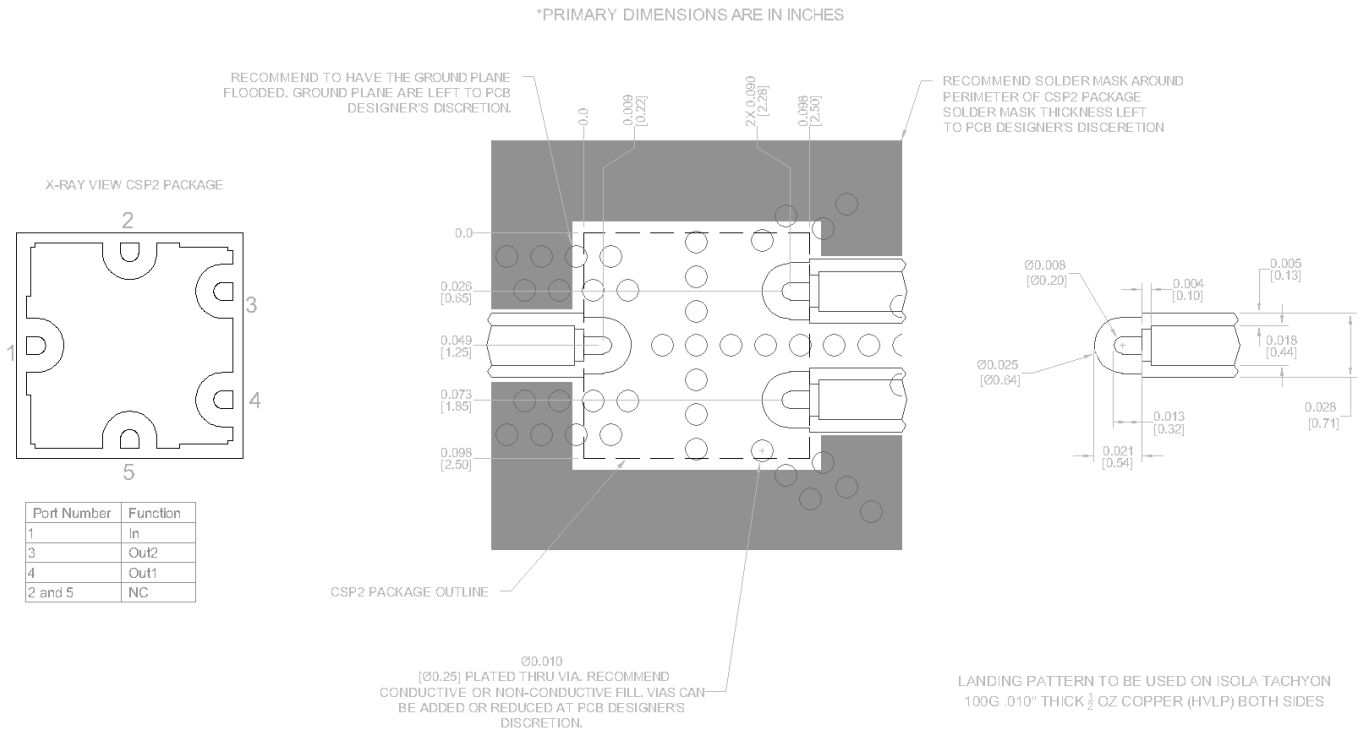 *PRIMARY DIMENSIONS ARE IN INCHES
RECOMMEND TO HAVE THE GROUND PLANE
FLOODED. GROUND PLANE ARE LEFT TO PCB
DESIGNER'S DISCRETION.
0.0
0.009
[0.22]
2X 0.090
[2.28]
0.098
[2.50]
RECOMMEND SOLDER MASK AROUND
PERIMETER OF CSP2 PACKAGE
SOLDER MASK THICKNESS LEFT
TO PCB DESIGNER'S DISCERETION
X-RAY VIEW CSP2 PACKAGE
2
3
1
4
5
0.0
0.026
[0.65]
0.049
[1.25]
0.073
[1.85]
0.098
[2.50]
Ø0.008
[Ø0.20]
0.004
[0.10]
0.005
[0.13]
0.018
[0.44]
Ø0.025
[Ø0.64]
0.013
[0.32]
0.028
[0.71]
0.021
[0.54]
Port Number Function
1 In
3 Out2
4 Out1
2 and 5 NC
CSP2 PACKAGE OUTLINE
Ø0.010
[Ø0.25] PLATED THRU VIA. RECOMMEND
CONDUCTIVE OR NON-CONDUCTIVE FILL. VIAS CAN
BE ADDED OR REDUCED AT PCB DESIGNER'S
DISCRETION.
LANDING PATTERN TO BE USED ON ISOLA TACHYON
100G .010" THICK ½ OZ COPPER (HVLP) BOTH SIDES